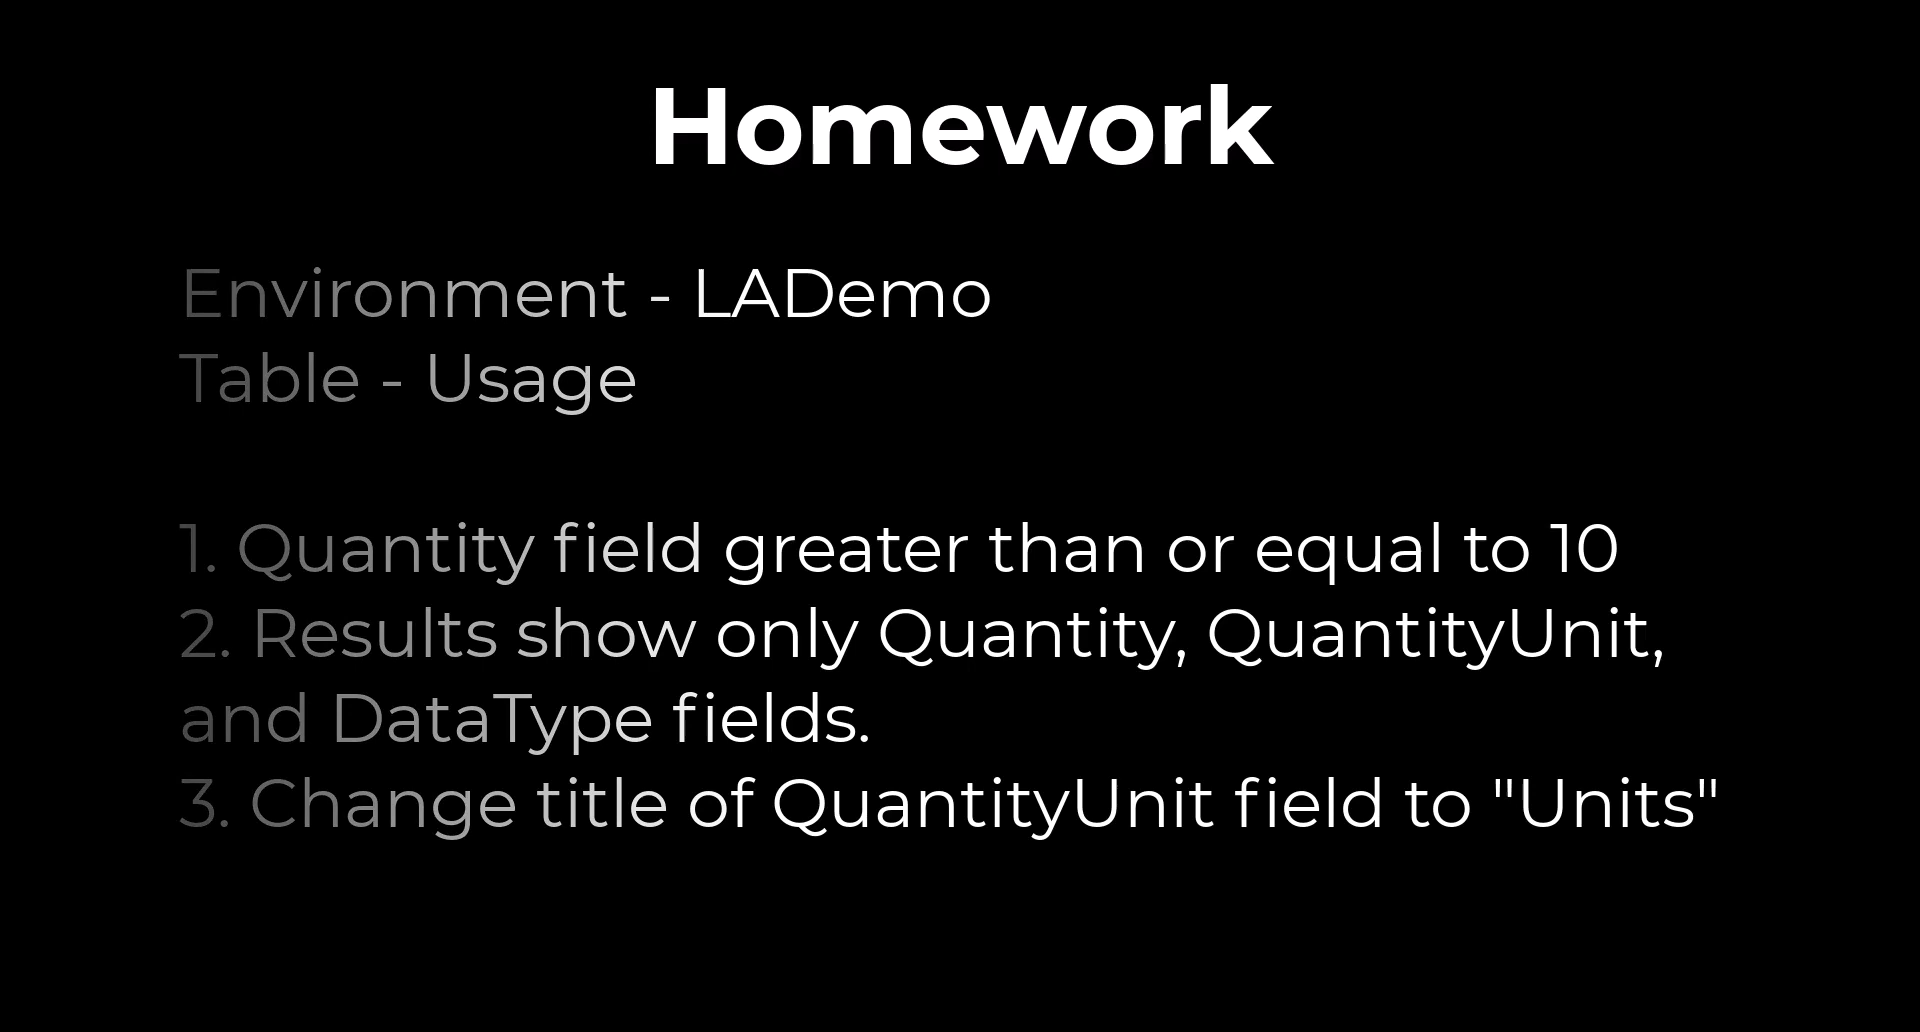 Homework
Environment - LADemo
Table - Usage
1. Quantity field greater than or equal to 10
2. Results show only Quantity, QuantityUnit,
and DataType fields.
3. Change title of QuantityUnit field to "Units"